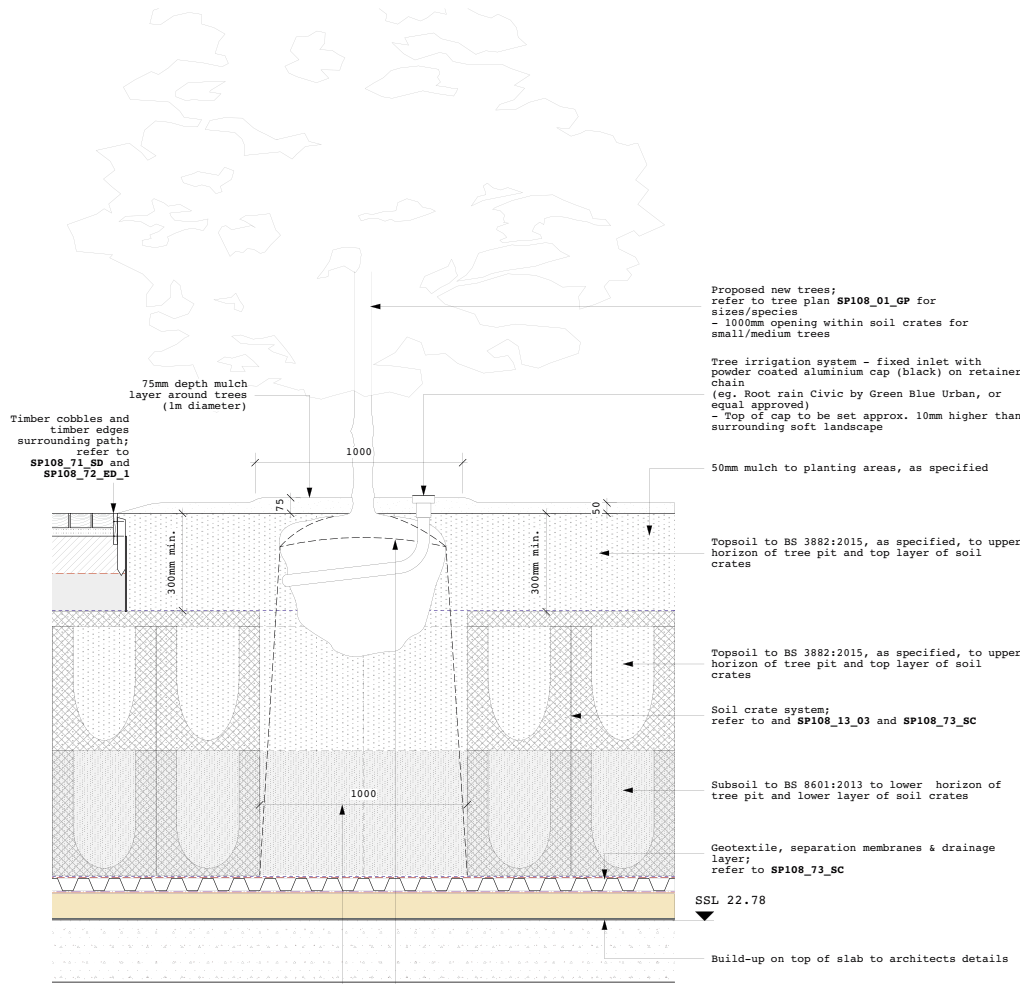 Proposed new trees;
refer to tree plan SP108_01_GP for
sizes/species
- 1000mm opening within soil crates for
small/medium trees
Tree irrigation system - fixed inlet with
powder coated aluminium cap (black) on retainer
chain
(eg. Root rain Civic by Green Blue Urban, or
equal approved)
- Top of cap to be set approx. 10mm higher than
surrounding soft landscape
75mm depth mulch
layer around trees
(1m diameter)
Timber cobbles and
timber edges
surrounding path;
refer to
SP108_71_SD and
SP108_72_ED_1
1000
50mm mulch to planting areas, as specified
75
50
300mm min.
300mm min.
Topsoil to BS 3882:2015, as specified, to upper
horizon of tree pit and top layer of soil
crates
Topsoil to BS 3882:2015, as specified, to upper
horizon of tree pit and top layer of soil
crates
Soil crate system;
refer to and SP108_13_03 and SP108_73_SC
Subsoil to BS 8601:2013 to lower  horizon of
tree pit and lower layer of soil crates
1000
Geotextile, separation membranes & drainage
layer;
refer to SP108_73_SC
SSL 22.78
Build-up on top of slab to architects details